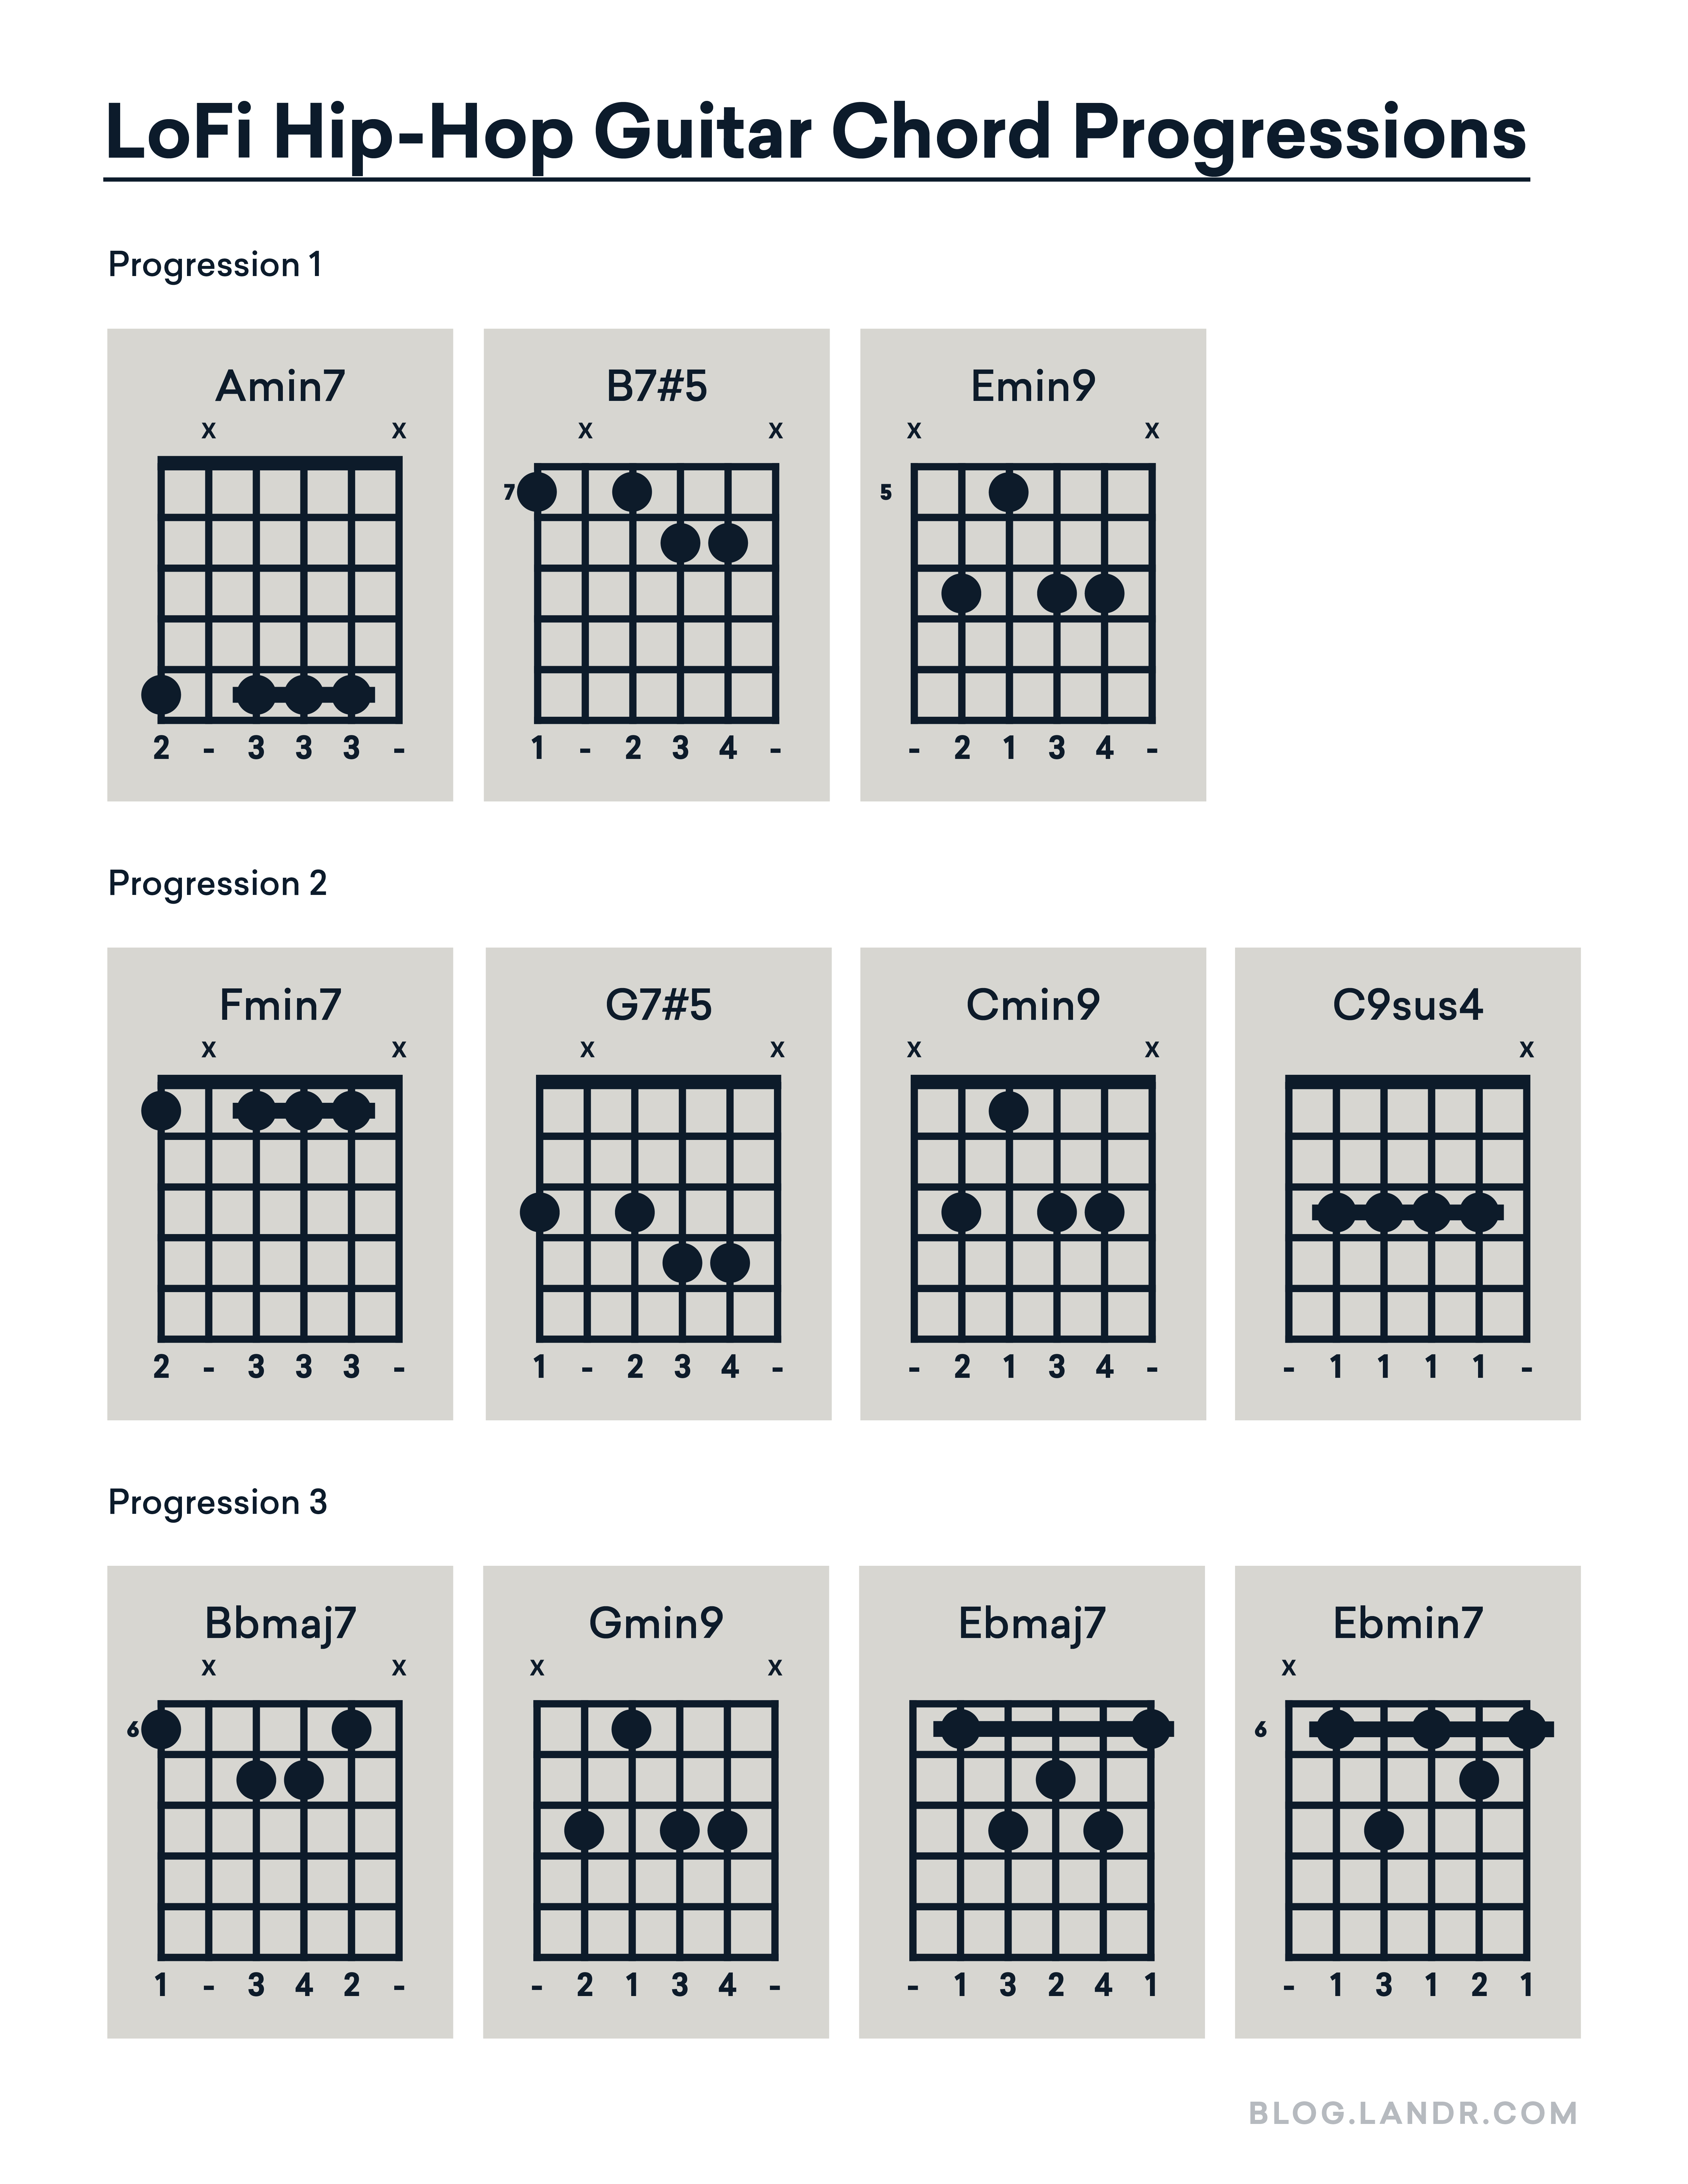 LoFi Hip-Hop Guitar Chord Progressions
Progression 1
Amin7 B7#5 Emin9
x x x x x x
7 5
2 - 3 3 3 - 1 - 2 3 4 - - 2 1 3 4 -
Progression 2
Fmin7 G7#5 Cmin9 C9sus4
x x x x x x x
2 - 3 3 3 - 1 - 2 3 4 - - 2 1 3 4 - - 1 1 1 1 -
Progression 3
Bbmaj7 Gmin9 Ebmaj7 Ebmin7
x x x x x
6 6
1 - 3 4 2 - - 2 1 3 4 - - 1 3 2 4 1 - 1 3 1 2 1
BLOG.LANDR.COM